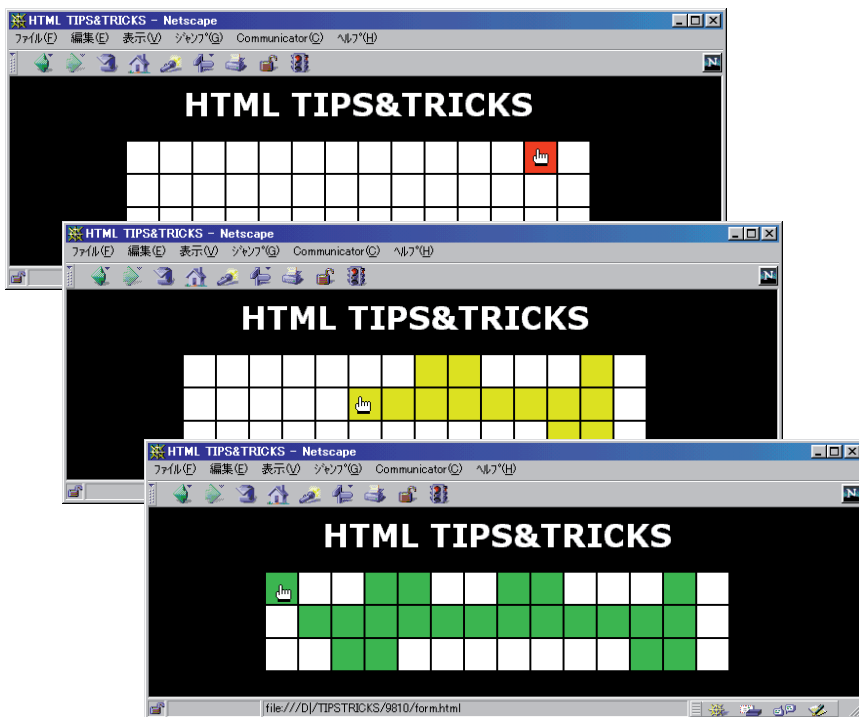 HTML TIPS&TRICKS - Netscape
ファイル(F) 編集(E) 表示(V) ジャンプ(G) Communicator(C) ヘルプ(H)
N
HTML TIPS&TRICKS
HTML TIPS&TRICKS - Netscape
ファイル(F) 編集(E) 表示(V) ジャンプ(G) Communicator(C) ヘルプ(H)
N
HTML TIPS&TRICKS
HTML TIPS&TRICKS - Netscape
ファイル(F) 編集(E) 表示(V) ジャンプ(G) Communicator(C) ヘルプ(H)
N
HTML TIPS&TRICKS
file:///D|/TIPSTRICKS/9810/form.html